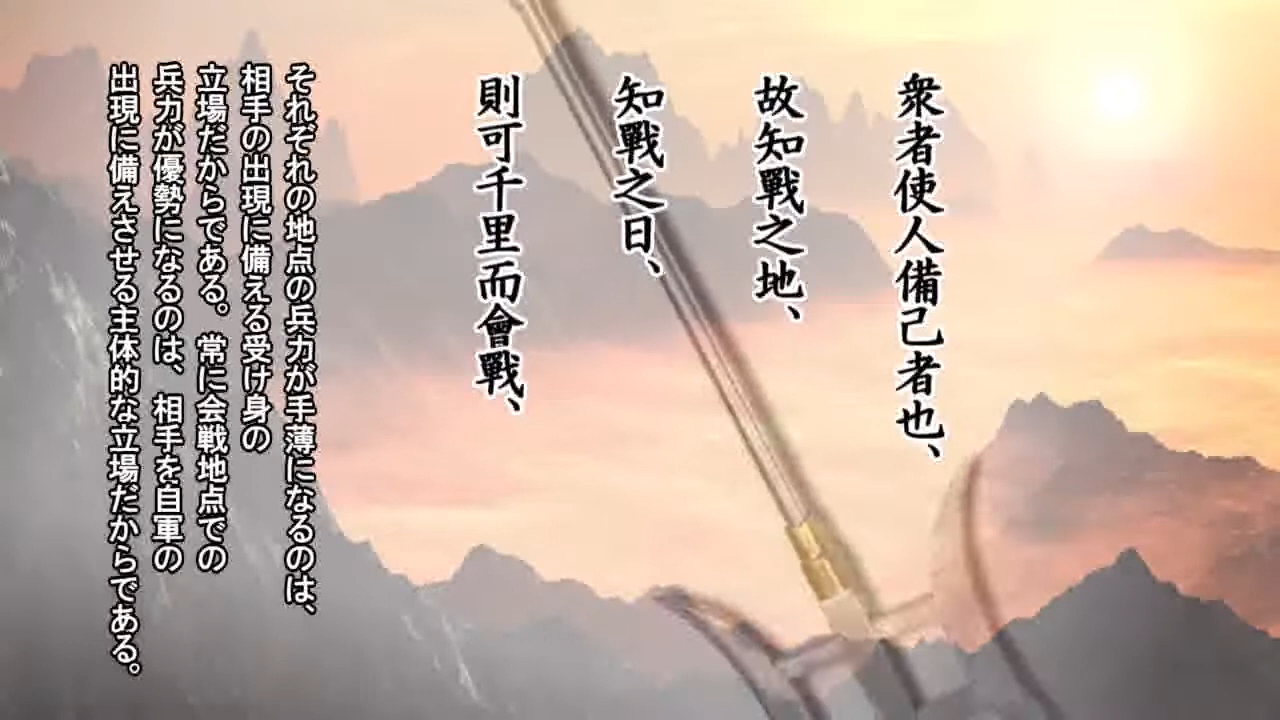 衆者使人備己者也、
故知戰之地、
知戰之日、
則可千里而會戰、
それぞれの地点の兵力が手薄になるのは、
相手の出現に備える受け身の
立場だからである。常に会戦地点での
兵力が優勢になるのは、相手を自軍の
出現に備えさせる主体的な立場だからである。